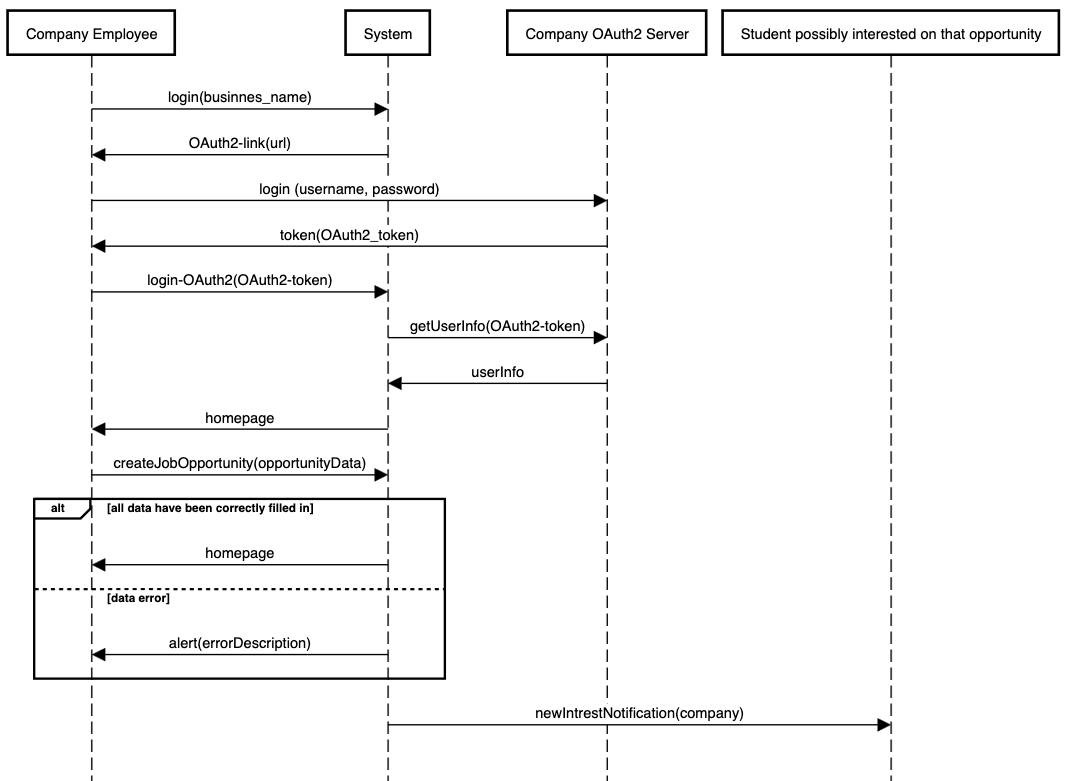 Company Employee
System
Company OAuth2 Server
Student possibly interested on that opportunity
login(businnes_name)
OAuth2-link(url)
login (username, password)
token(OAuth2_token)
login-OAuth2(OAuth2-token)
getUserInfo(OAuth2-token)
userInfo
homepage
createJobOpportunity(opportunityData)
alt
[all data have been correctly filled in]
homepage
[data error]
alert(errorDescription)
newIntrestNotification(company)